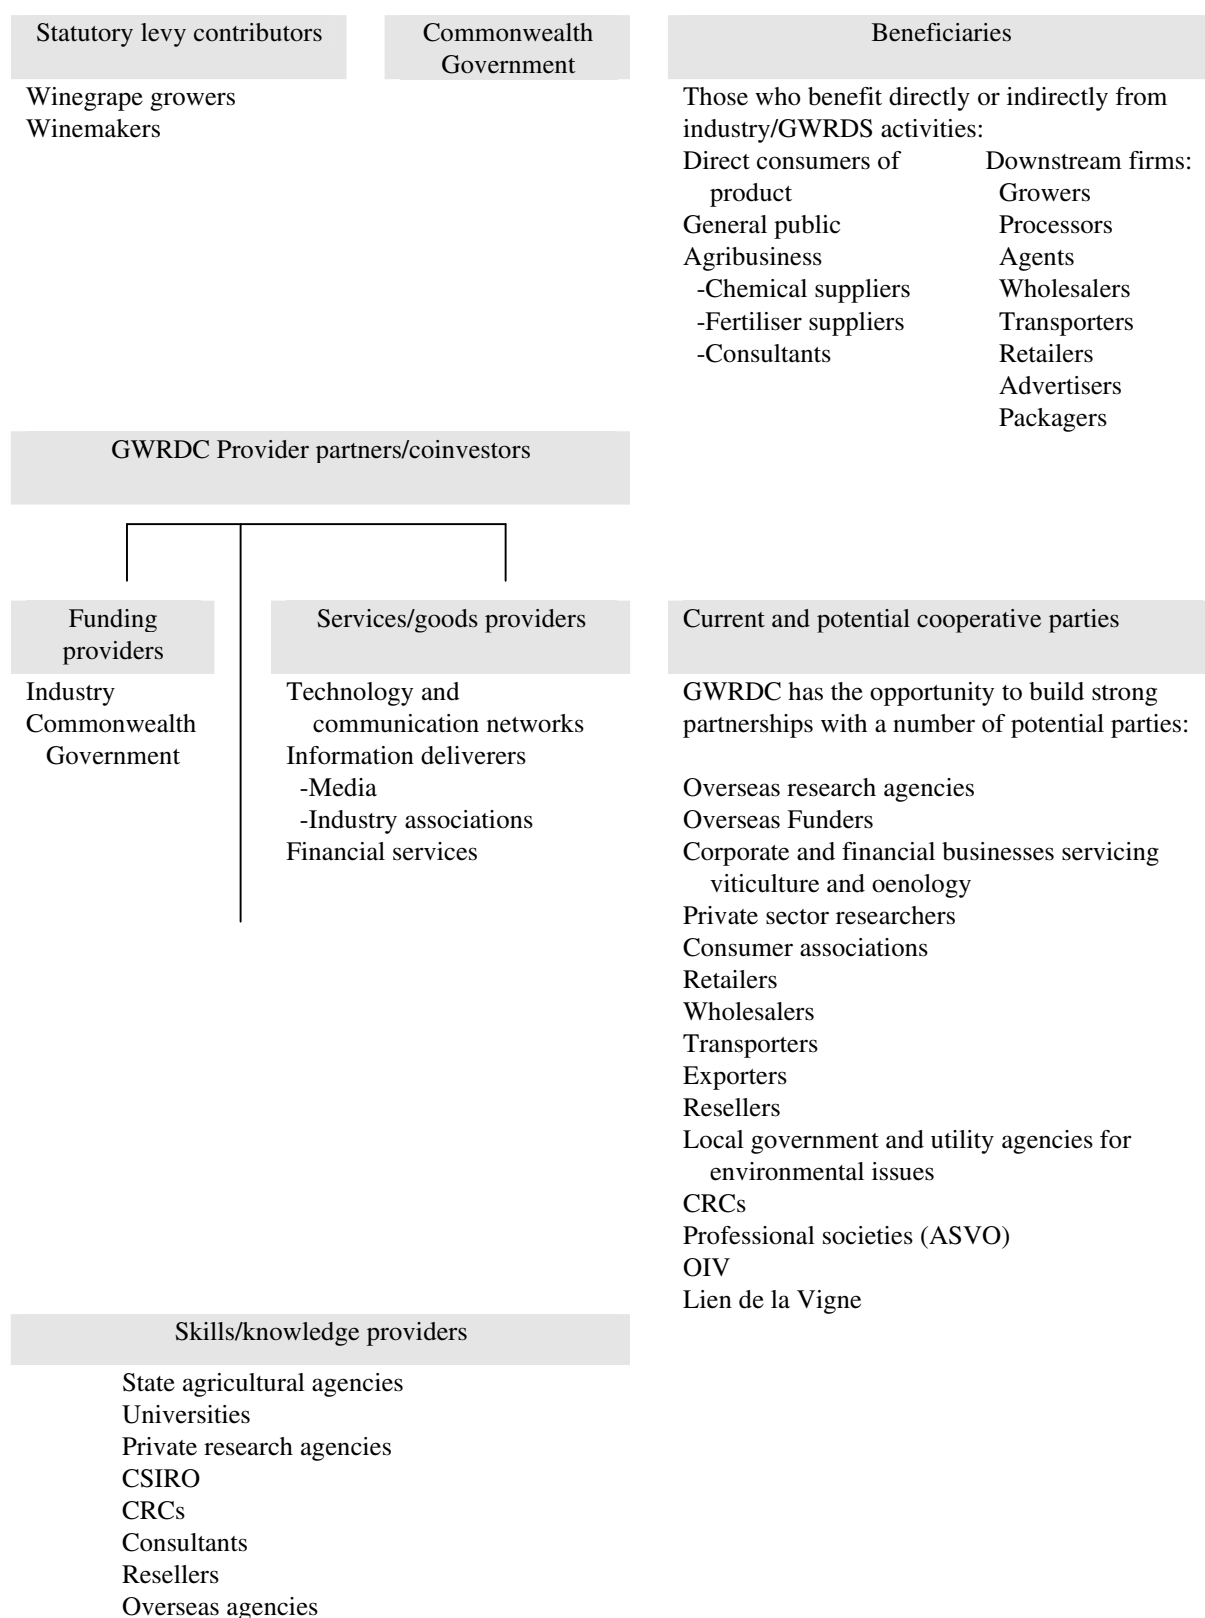 Statutory levy contributors
Winegrape growers
Winemakers
Commonwealth
Government
Beneficiaries
Those who benefit directly or indirectly from
industry/GWRDS activities:
Direct consumers of
product
General public
Agribusiness
-Chemical suppliers
-Fertiliser suppliers
-Consultants
Downstream firms:
Growers
Processors
Agents
Wholesalers
Transporters
Retailers
Advertisers
Packagers
GWRDC Provider partners/coinvestors
Funding
providers
Industry
Commonwealth
Government
Services/goods providers
Technology and
communication networks
Information deliverers
-Media
-Industry associations
Financial services
Current and potential cooperative parties
GWRDC has the opportunity to build strong
partnerships with a number of potential parties:
Overseas research agencies
Overseas Funders
Corporate and financial businesses servicing
viticulture and oenology
Private sector researchers
Consumer associations
Retailers
Wholesalers
Transporters
Exporters
Resellers
Local government and utility agencies for
environmental issues
CRCs
Professional societies (ASVO)
OIV
Lien de la Vigne
Skills/knowledge providers
State agricultural agencies
Universities
Private research agencies
CSIRO
CRCs
Consultants
Resellers
Overseas agencies